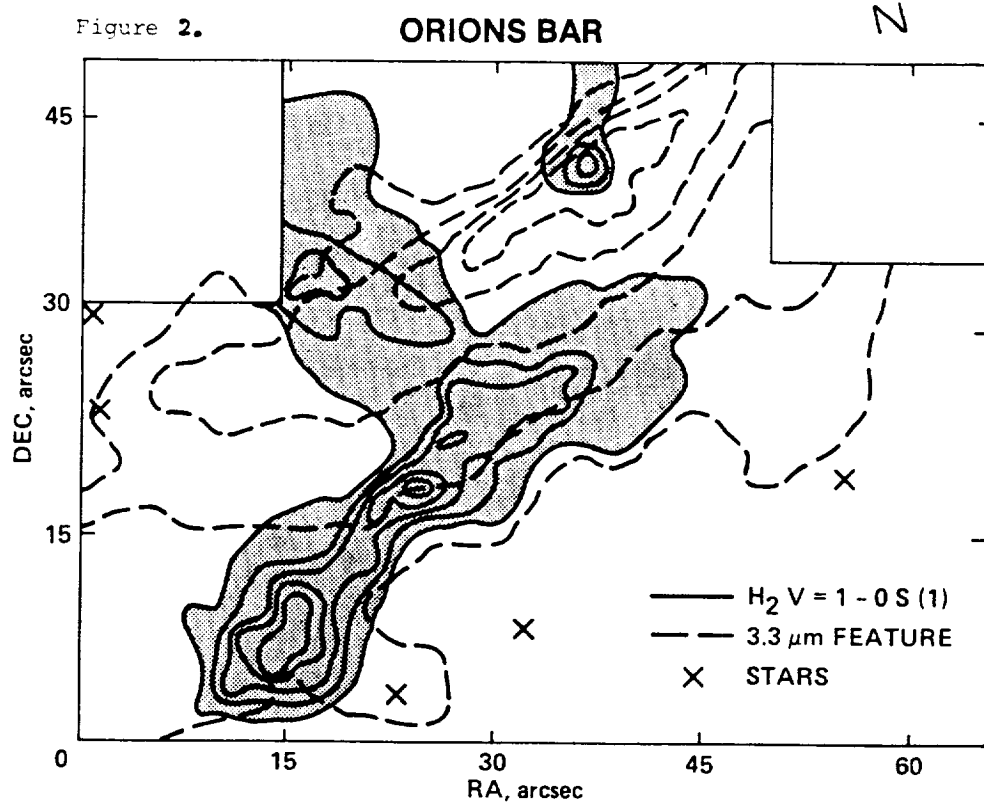 Figure 2.
ORIONS BAR
N
45
30
15
0
15
30
45
60
DEC, arcsec
RA, arcsec
H₂ V = 1 - 0 S (1)
3.3 μm FEATURE
STARS